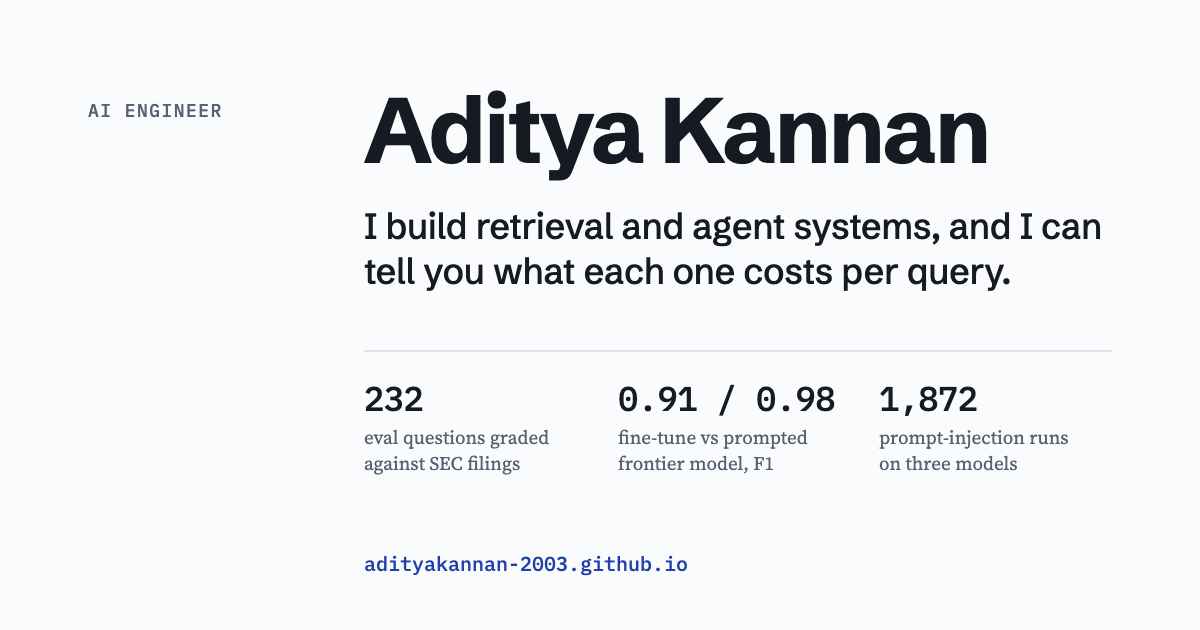 AI ENGINEER
Aditya Kannan
I build retrieval and agent systems, and I can
tell you what each one costs per query.
232
eval questions graded
against SEC filings
0.91 / 0.98
fine-tune vs prompted
frontier model, F1
1,872
prompt-injection runs
on three models
adityakannan-2003.github.io